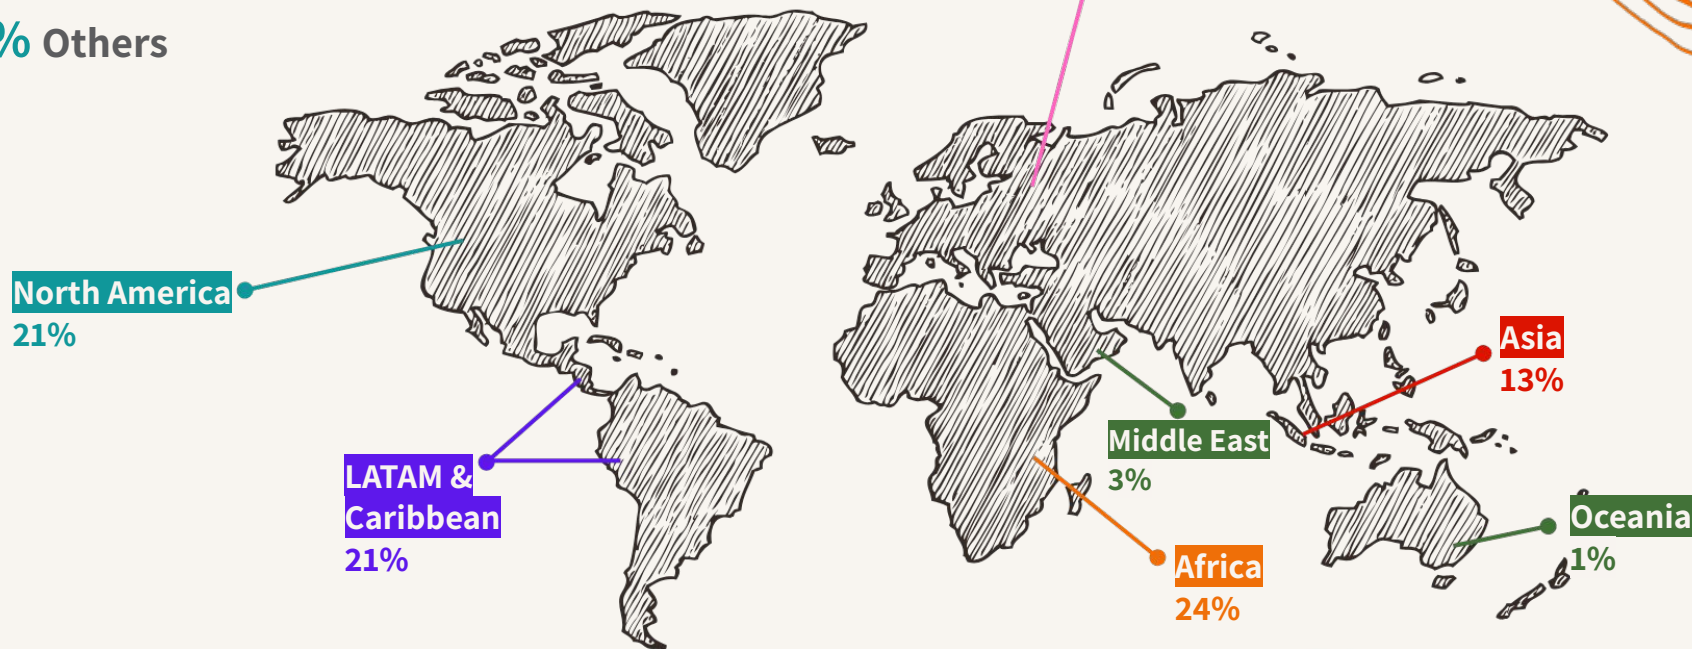 % Others
North America
21%
LATAM &
Caribbean
21%
Middle East
3%
Africa
24%
Asia
13%
Oceania
1%